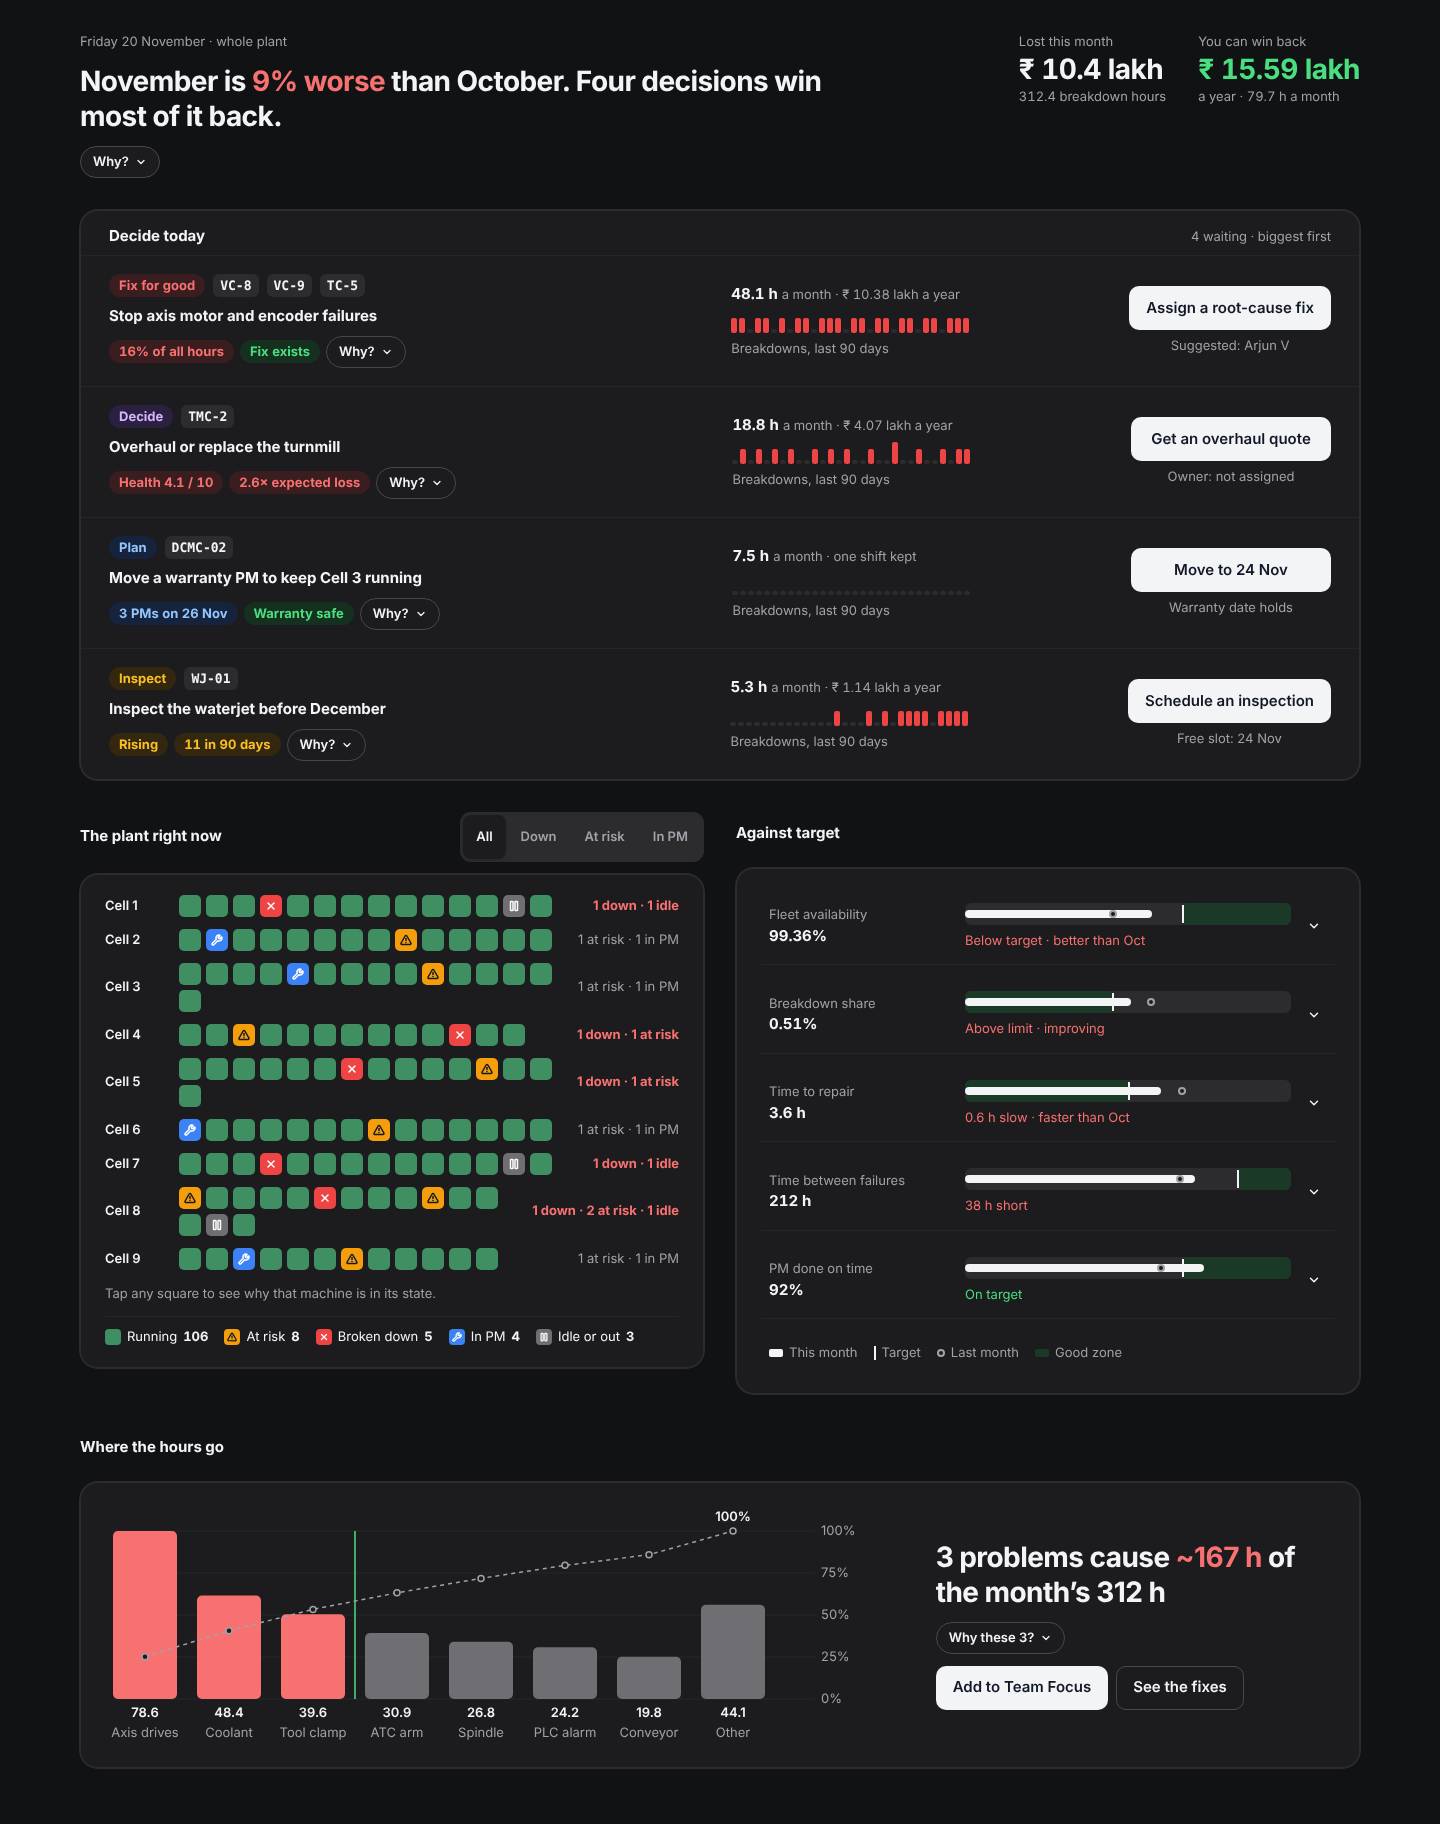 Friday 20 November · whole plant
November is 9% worse than October. Four decisions win
most of it back.
Why?
Lost this month
₹ 10.4 lakh
312.4 breakdown hours
You can win back
₹ 15.59 lakh
a year · 79.7 h a month
Decide today
4 waiting · biggest first
Fix for good VC-8 VC-9 TC-5
Stop axis motor and encoder failures
16% of all hours Fix exists Why?
48.1 h a month · ₹ 10.38 lakh a year
Breakdowns, last 90 days
Assign a root-cause fix
Suggested: Arjun V
Decide TMC-2
Overhaul or replace the turnmill
Health 4.1 / 10 2.6× expected loss Why?
18.8 h a month · ₹ 4.07 lakh a year
Breakdowns, last 90 days
Get an overhaul quote
Owner: not assigned
Plan DCMC-02
Move a warranty PM to keep Cell 3 running
3 PMs on 26 Nov Warranty safe Why?
7.5 h a month · one shift kept
Breakdowns, last 90 days
Move to 24 Nov
Warranty date holds
Inspect WJ-01
Inspect the waterjet before December
Rising 11 in 90 days Why?
5.3 h a month · ₹ 1.14 lakh a year
Breakdowns, last 90 days
Schedule an inspection
Free slot: 24 Nov
The plant right now
All Down At risk In PM
Cell 1 1 down · 1 idle
Cell 2 1 at risk · 1 in PM
Cell 3 1 at risk · 1 in PM
Cell 4 1 down · 1 at risk
Cell 5 1 down · 1 at risk
Cell 6 1 at risk · 1 in PM
Cell 7 1 down · 1 idle
Cell 8 1 down · 2 at risk · 1 idle
Cell 9 1 at risk · 1 in PM
Tap any square to see why that machine is in its state.
Running 106 At risk 8 Broken down 5 In PM 4 Idle or out 3
Against target
Fleet availability
99.36%
Below target · better than Oct
Breakdown share
0.51%
Above limit · improving
Time to repair
3.6 h
0.6 h slow · faster than Oct
Time between failures
212 h
38 h short
PM done on time
92%
On target
This month Target Last month Good zone
Where the hours go
100%
100%
75%
50%
25%
0%
78.6 48.4 39.6 30.9 26.8 24.2 19.8 44.1
Axis drives Coolant Tool clamp ATC arm Spindle PLC alarm Conveyor Other
3 problems cause ~167 h of
the month’s 312 h
Why these 3?
Add to Team Focus See the fixes